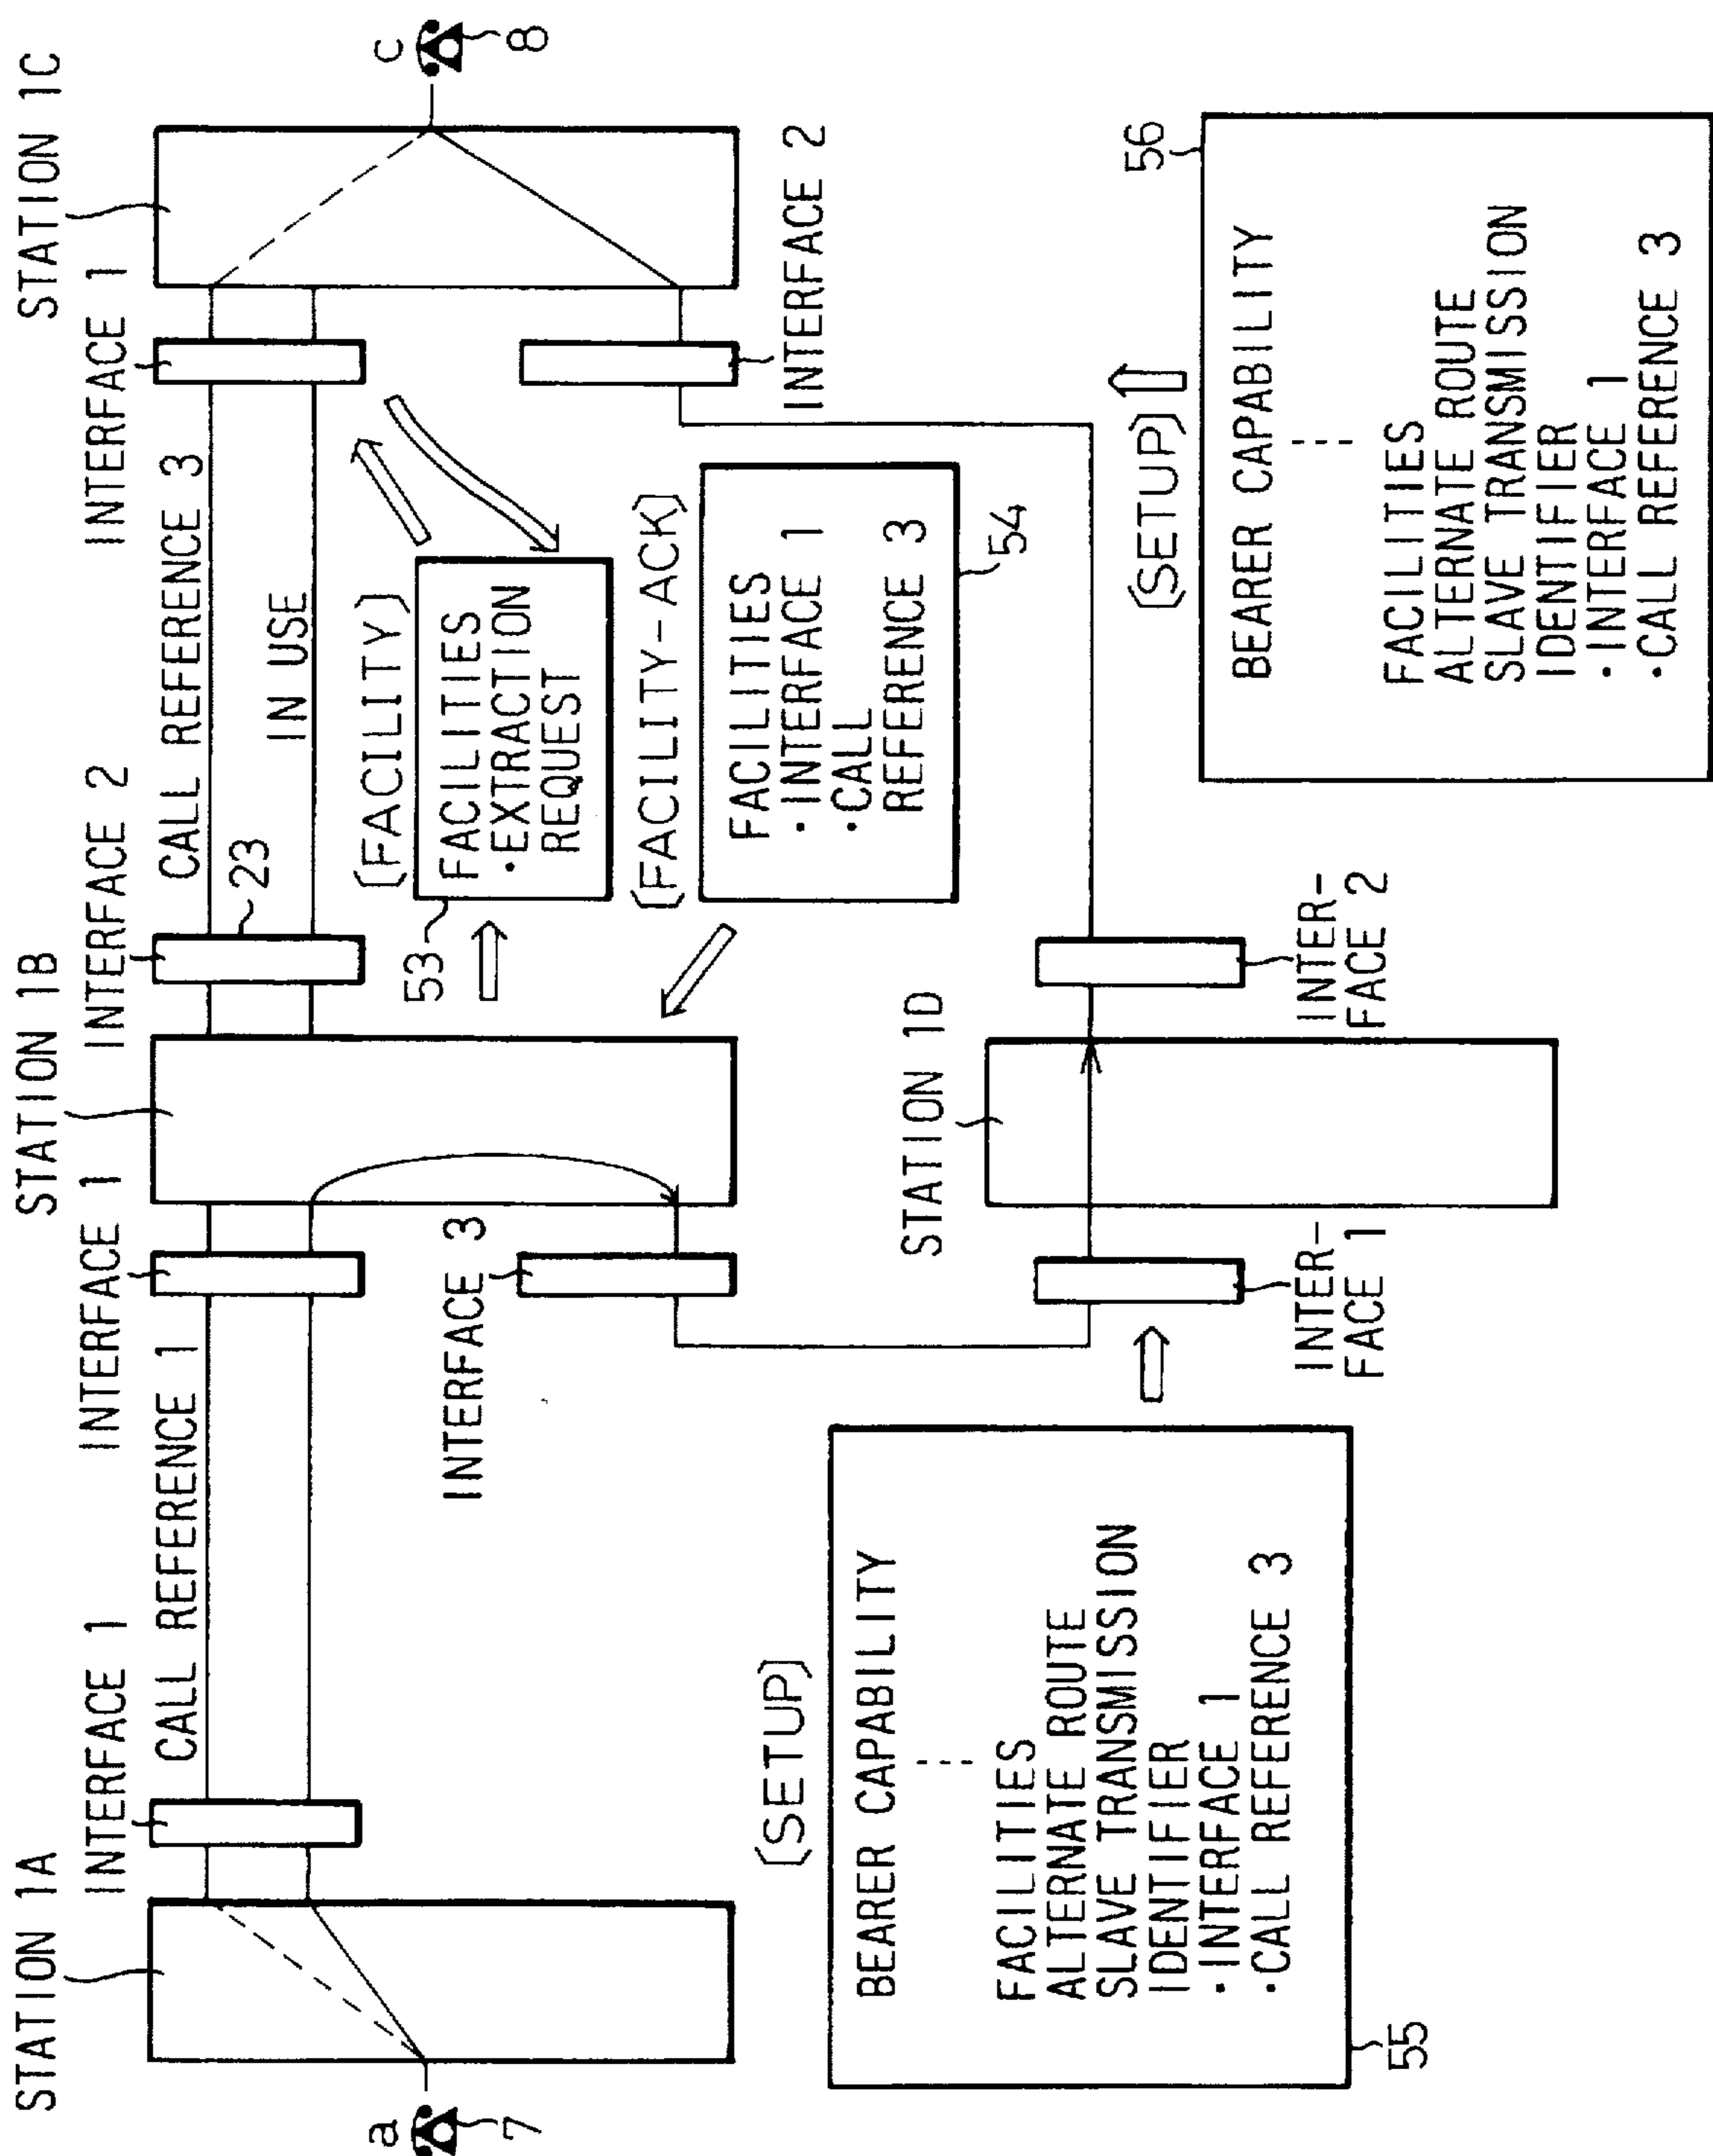 STATION 1A
STATION 1B
STATION 1C
INTERFACE 1
INTERFACE 1
INTERFACE 2
INTERFACE 1
CALL REFERENCE 1
CALL REFERENCE 3
23
IN USE
a
7
c
8
INTERFACE 3
INTERFACE 2
(FACILITY)
53
FACILITIES
·EXTRACTION
REQUEST
(FACILITY-ACK)
FACILITIES
·INTERFACE 1
·CALL
REFERENCE 3
54
(SETUP)
BEARER CAPABILITY
FACILITIES
ALTERNATE ROUTE
SLAVE TRANSMISSION
IDENTIFIER
·INTERFACE 1
·CALL REFERENCE 3
55
STATION 1D
INTER-
FACE 1
INTER-
FACE 2
(SETUP)
56
BEARER CAPABILITY
FACILITIES
ALTERNATE ROUTE
SLAVE TRANSMISSION
IDENTIFIER
·INTERFACE 1
·CALL REFERENCE 3